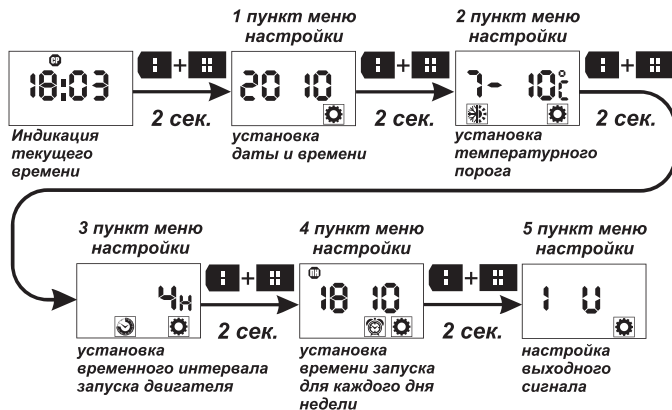 1 пункт меню
настройки
2 пункт меню
настройки
СР
18:03
+
2 сек.
20 10
+
2 сек.
7- 10°C
+
2 сек.
Индикация
текущего
времени
установка
даты и времени
установка
температурного
порога
3 пункт меню
настройки
4 пункт меню
настройки
5 пункт меню
настройки
4н
+
2 сек.
ПН
18 10
+
2 сек.
1 U
установка
временного интервала
запуска двигателя
установка
времени запуска
для каждого дня
недели
настройка
выходного
сигнала